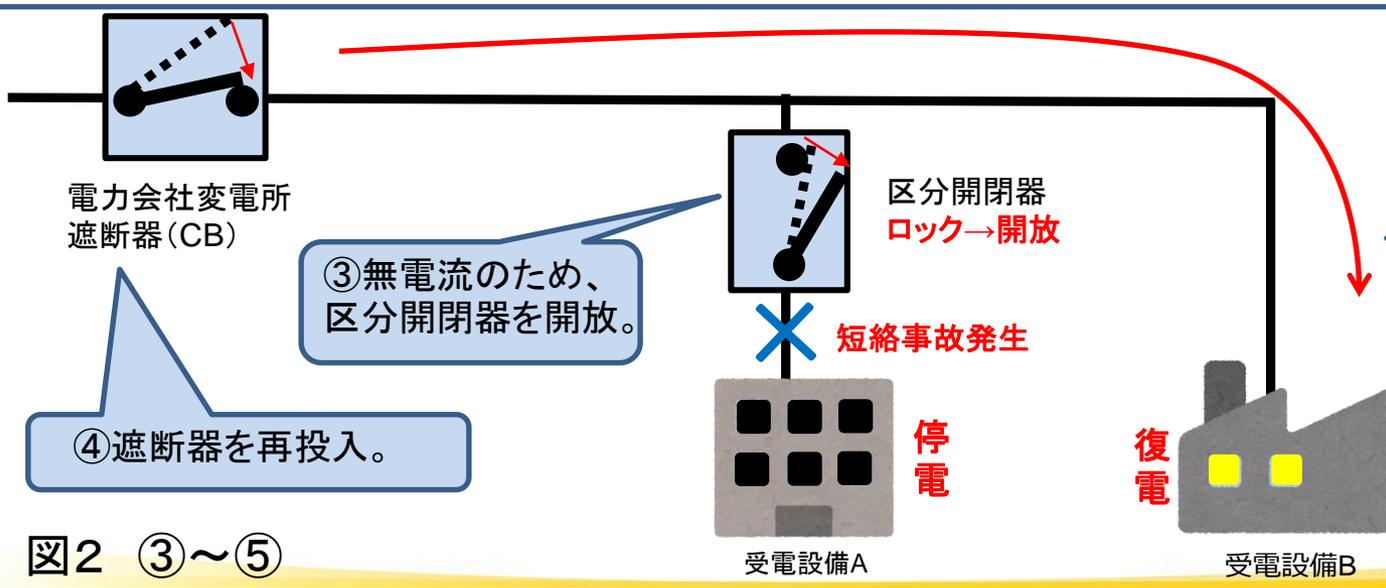 電力会社変電所
遮断器(CB)
区分開閉器
ロック→開放
③無電流のため、
区分開閉器を開放。
短絡事故発生
④遮断器を再投入。
停電
復電
図2 ③~⑤
受電設備A
受電設備B